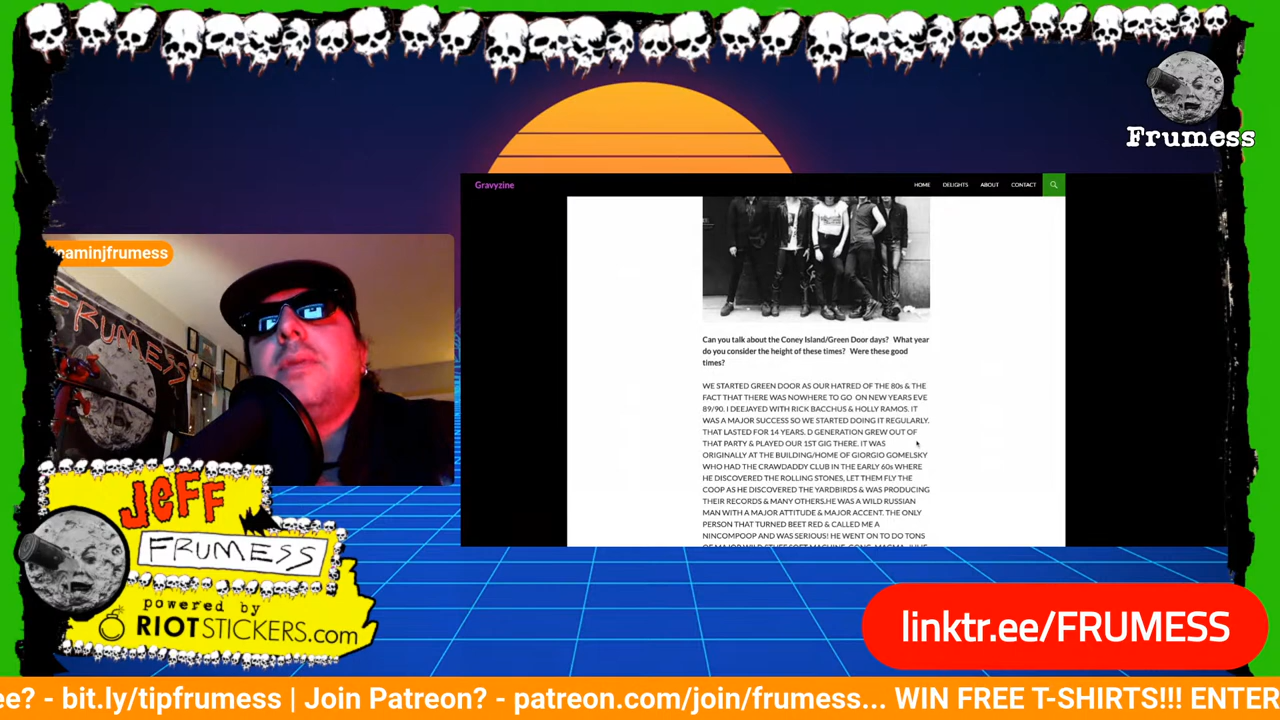 Frumess
Gravyzine
HOME DELIGHTS ABOUT CONTACT
eaminjfrumess
FRUMESS
Can you talk about the Coney Island/Green Door days? What year
do you consider the height of these times? Were these good
times?
WE STARTED GREEN DOOR AS OUR HATRED OF THE 80s & THE
FACT THAT THERE WAS NOWHERE TO GO ON NEW YEARS EVE
89/90. I DEEJAYED WITH RICK BACCHUS & HOLLY RAMOS. IT
WAS A MAJOR SUCCESS SO WE STARTED DOING IT REGULARLY.
THAT LASTED FOR 14 YEARS. D GENERATION GREW OUT OF
THAT PARTY & PLAYED OUR 1ST GIG THERE. IT WAS
ORIGINALLY AT THE BUILDING/HOME OF GIORGIO GOMELSKY
WHO HAD THE CRAWDADDY CLUB IN THE EARLY 60s WHERE
HE DISCOVERED THE ROLLING STONES, LET THEM FLY THE
COOP AS HE DISCOVERED THE YARDBIRDS & WAS PRODUCING
THEIR RECORDS & MANY OTHERS.HE WAS A WILD RUSSIAN
MAN WITH A MAJOR ATTITUDE & MAJOR ACCENT. THE ONLY
PERSON THAT TURNED BEET RED & CALLED ME A
NINCOMPOOP AND WAS SERIOUS! HE WENT ON TO DO TONS
JEFF
FRUMESS
powered by
RIOTSTICKERS.com
linktr.ee/FRUMESS
ee? - bit.ly/tipfrumess | Join Patreon? - patreon.com/join/frumess... WIN FREE T-SHIRTS!!! ENTER